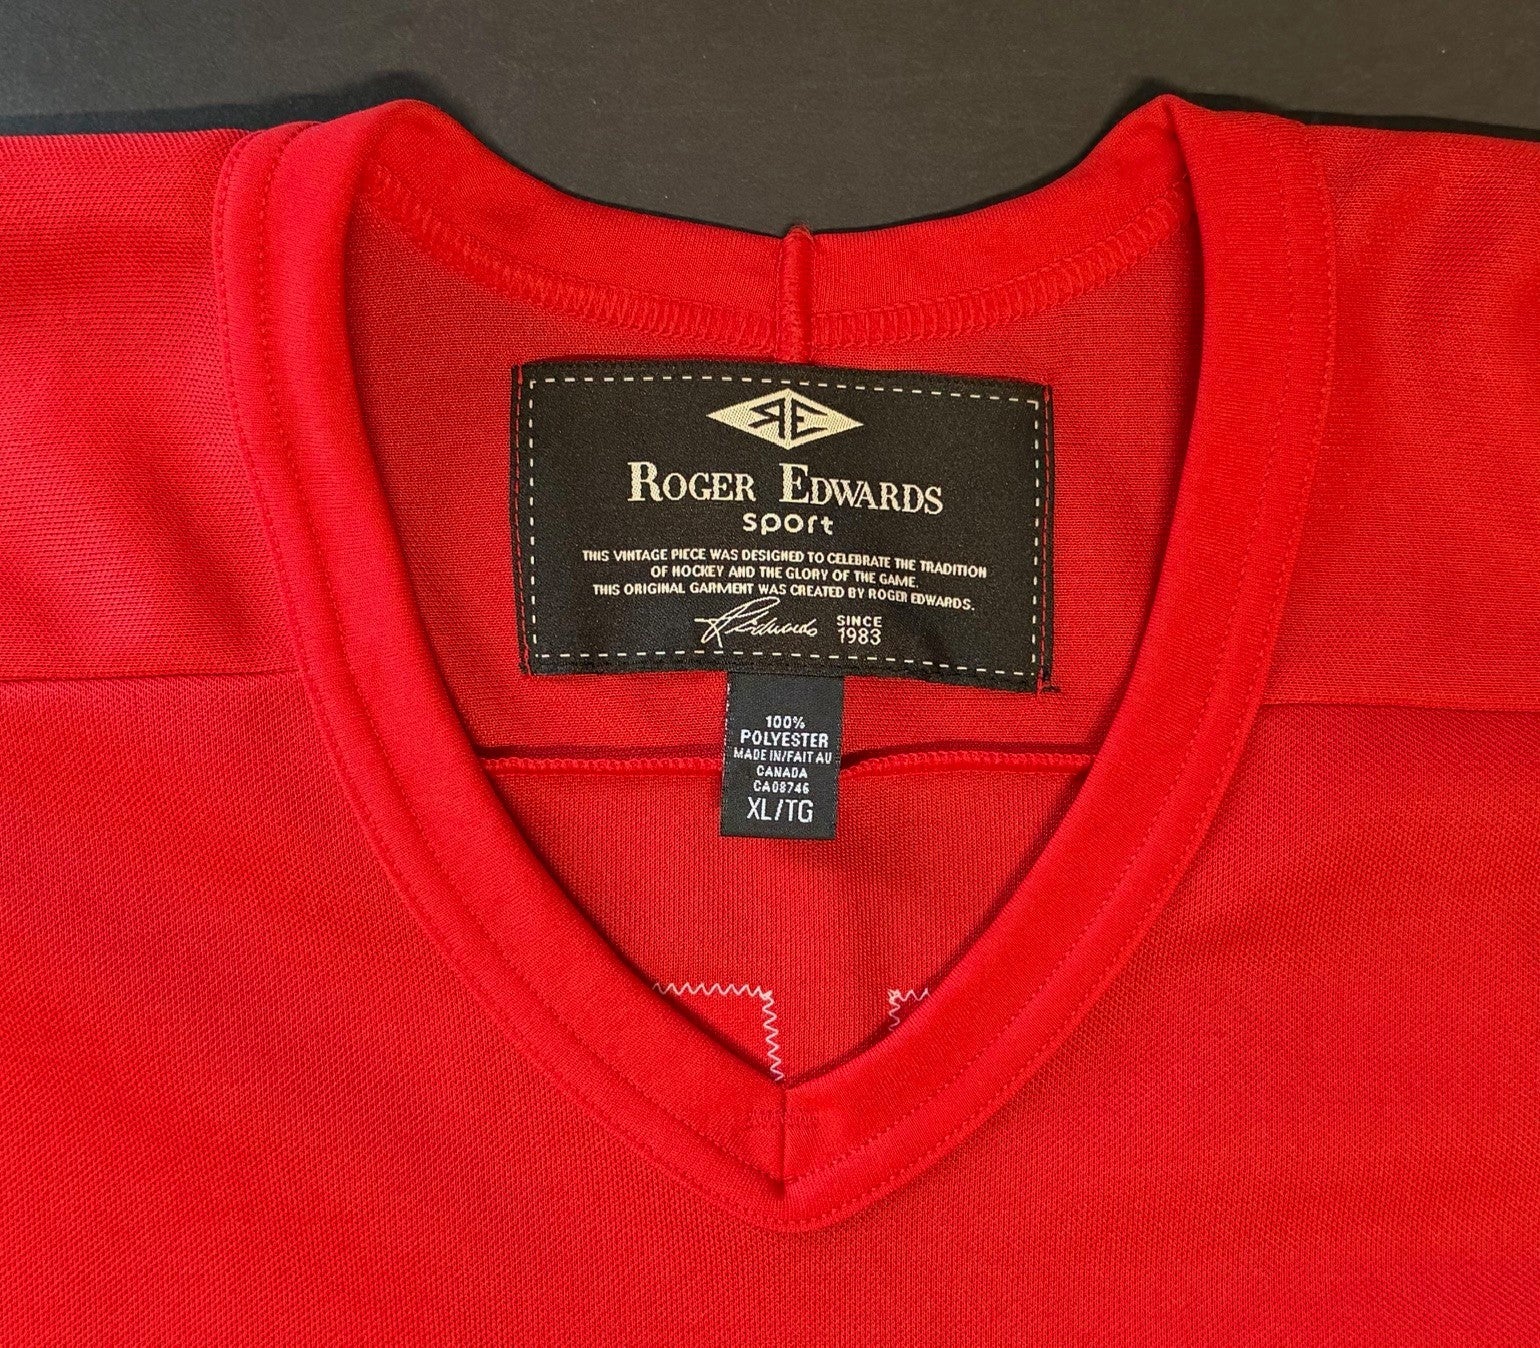 RE
ROGER EDWARDS
sport
THIS VINTAGE PIECE WAS DESIGNED TO CELEBRATE THE TRADITION
OF HOCKEY AND THE GLORY OF THE GAME.
THIS ORIGINAL GARMENT WAS CREATED BY ROGER EDWARDS.
REdwards SINCE
1983
100%
POLYESTER
MADE IN/FAIT AU
CANADA
CA08746
XL/TG